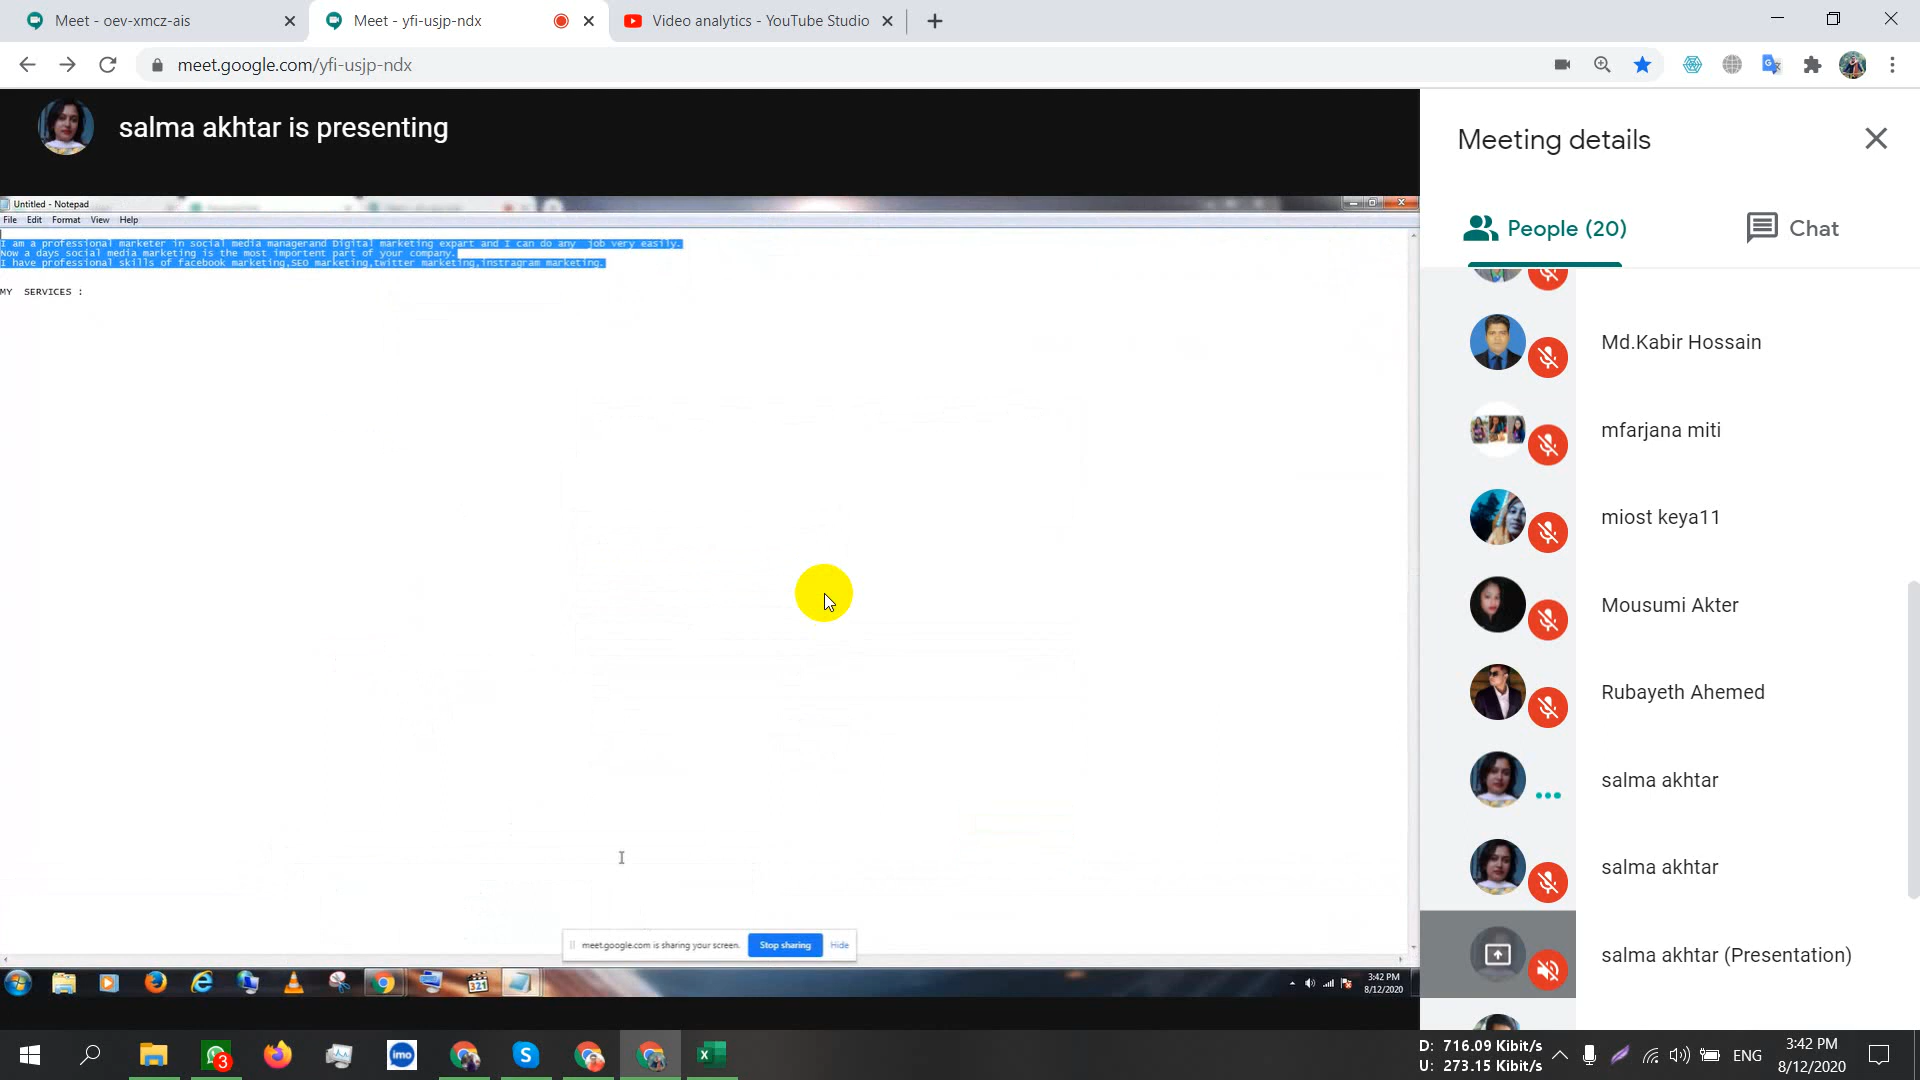 Meet - oev-xmcz-ais
Meet - yfi-usjp-ndx
Video analytics - YouTube Studio
meet.google.com/yfi-usjp-ndx
salma akhtar is presenting
Untitled - Notepad
File Edit Format View Help
I am a professional marketer in social media managerand Digital marketing expart and I can do any job very easily.
Now a days social media marketing is the most importent part of your company.
I have professional skills of facebook marketing,SEO marketing,twitter marketing,instragram marketing.
MY SERVICES :
meet.google.com is sharing your screen.
Stop sharing
Hide
321
3:42 PM
8/12/2020
Meeting details
People (20)
Chat
Md.Kabir Hossain
mfarjana miti
miost keya11
Mousumi Akter
Rubayeth Ahemed
salma akhtar
salma akhtar
salma akhtar (Presentation)
3
imo
D: 716.09 Kibit/s
U: 273.15 Kibit/s
ENG
3:42 PM
8/12/2020